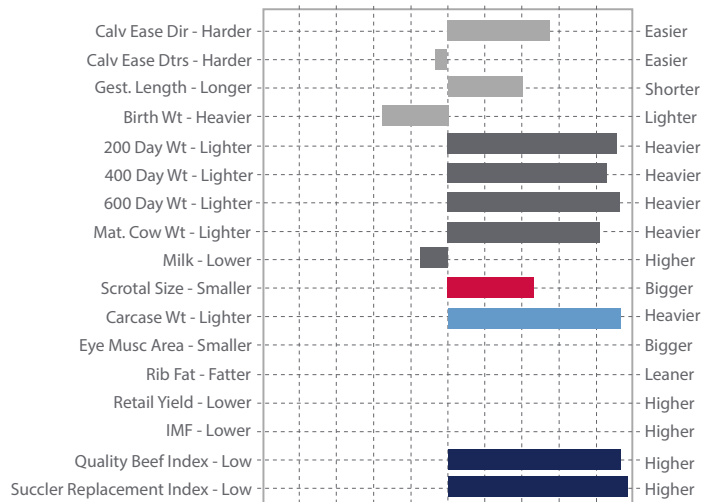 Calv Ease Dir - Harder Easier
Calv Ease Dtrs - Harder Easier
Gest. Length - Longer Shorter
Birth Wt - Heavier Lighter
200 Day Wt - Lighter Heavier
400 Day Wt - Lighter Heavier
600 Day Wt - Lighter Heavier
Mat. Cow Wt - Lighter Heavier
Milk - Lower Higher
Scrotal Size - Smaller Bigger
Carcase Wt - Lighter Heavier
Eye Musc Area - Smaller Bigger
Rib Fat - Fatter Leaner
Retail Yield - Lower Higher
IMF - Lower Higher
Quality Beef Index - Low Higher
Succler Replacement Index - Low Higher